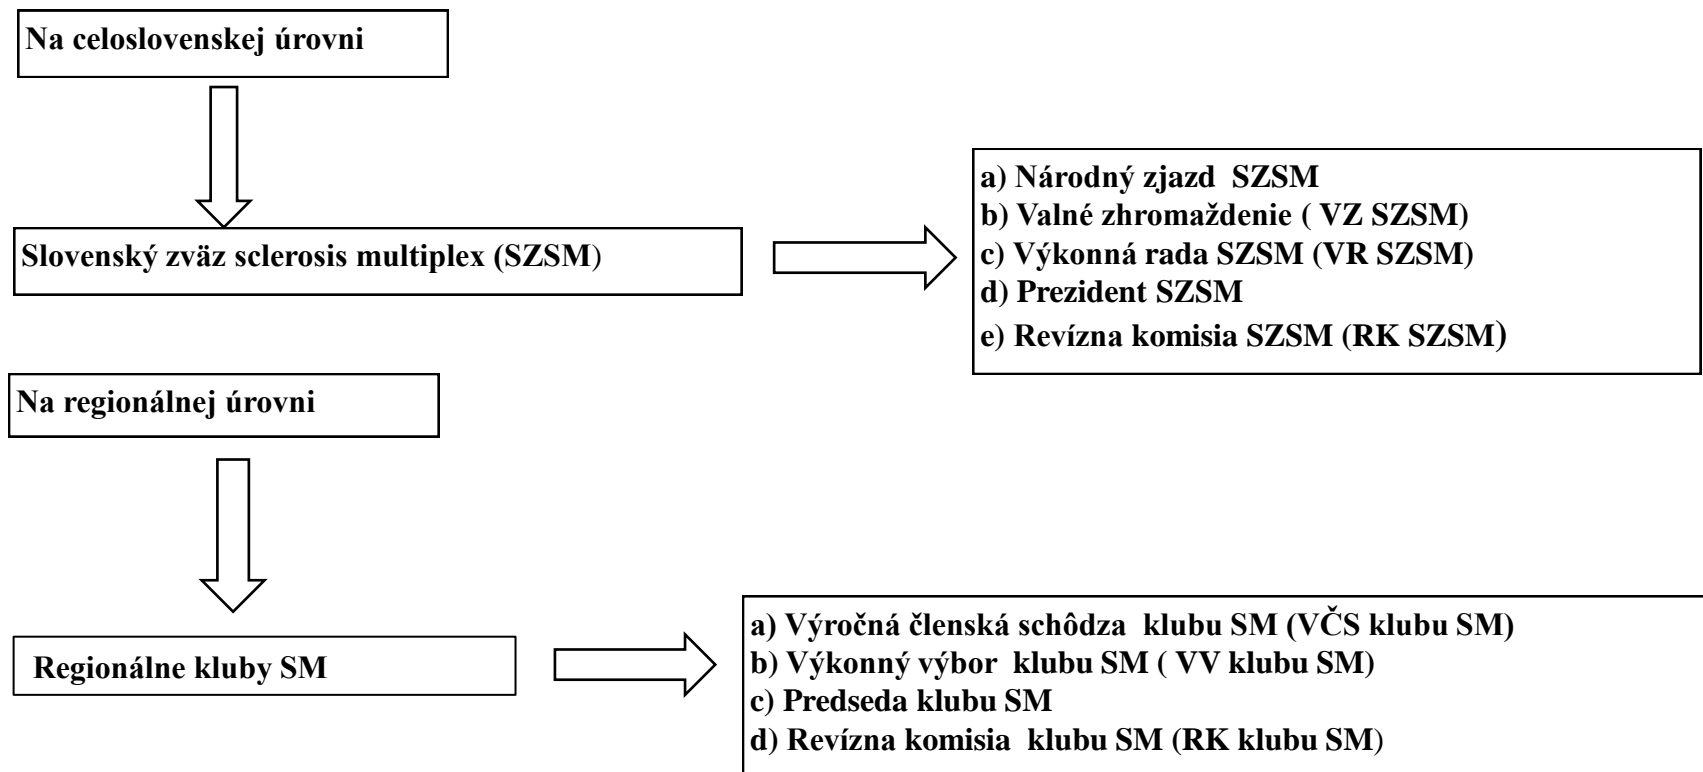 Na celoslovenskej úrovni
Slovenský zväz sclerosis multiplex (SZSM)
a) Národný zjazd  SZSM
b) Valné zhromaždenie ( VZ SZSM)
c) Výkonná rada SZSM (VR SZSM)
d) Prezident SZSM
e) Revízna komisia SZSM (RK SZSM)
Na regionálnej úrovni
Regionálne kluby SM
a) Výročná členská schôdza  klubu SM (VČS klubu SM)
b) Výkonný výbor  klubu SM ( VV klubu SM)
c) Predseda klubu SM
d) Revízna komisia  klubu SM (RK klubu SM)